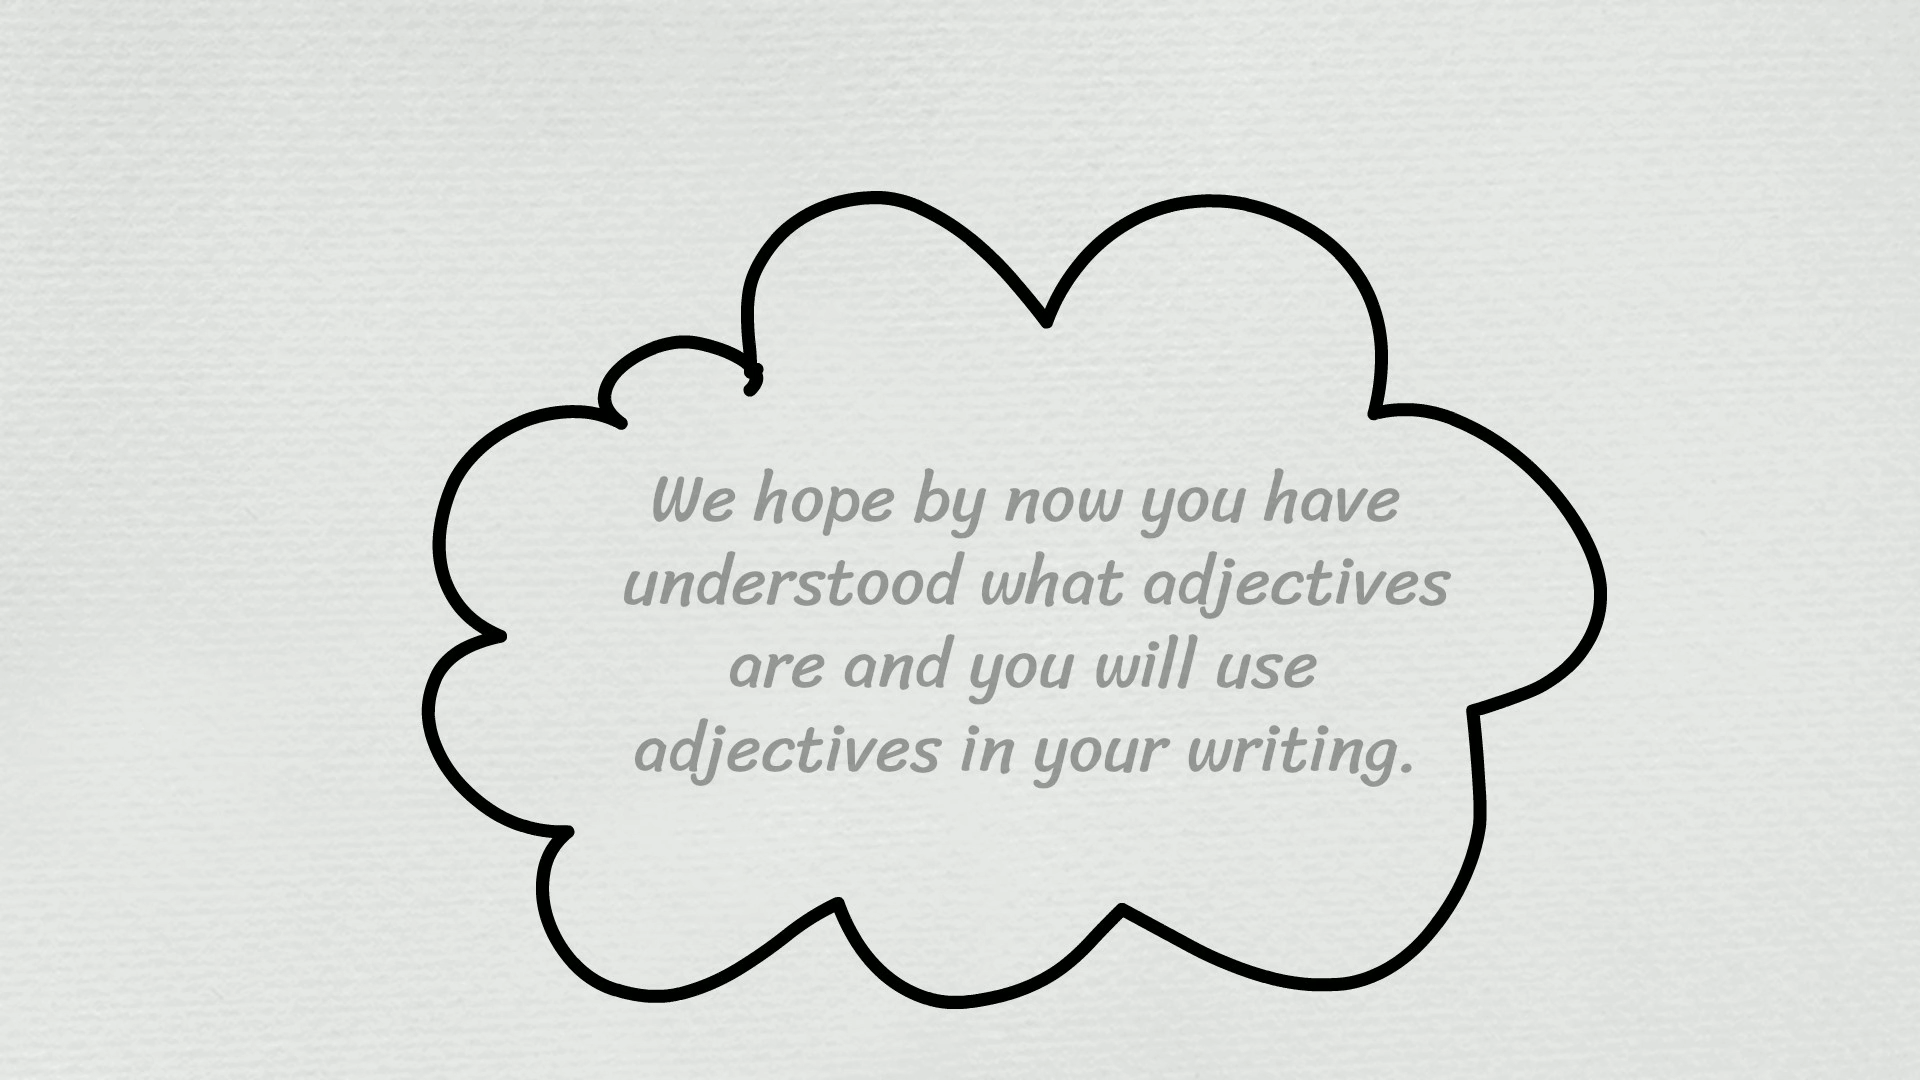 We hope by now you have
understood what adjectives
are and you will use
adjectives in your writing.